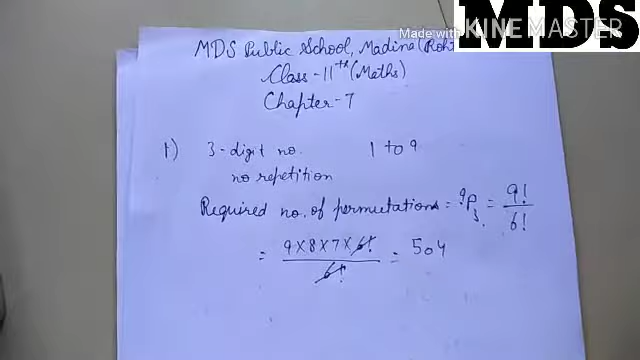 Made with KINEMASTER
MDS
MDS Public School, Madina (Roht
Class - 11th (Maths)
Chapter - 7
1) 3-digit no. 1 to 9
no repetition
Required no. of permutations = ⁹P₃ = 9!/6!
= 9×8×7×6!/6! = 504